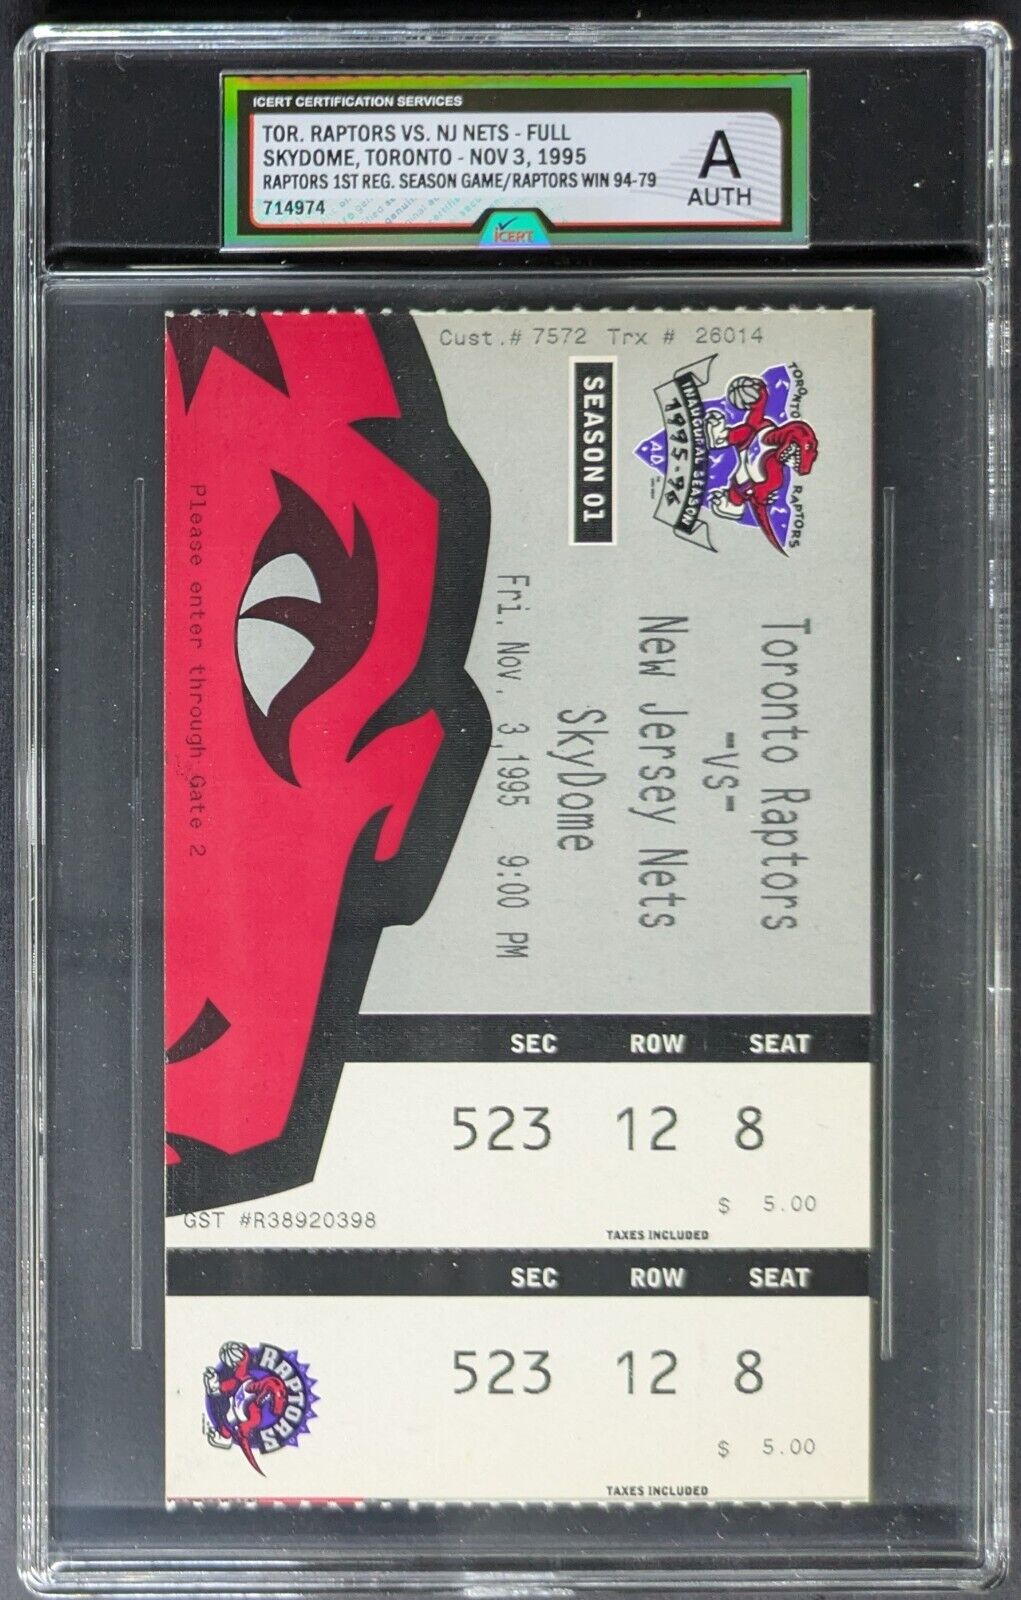 ICERT CERTIFICATION SERVICES
TOR. RAPTORS VS. NJ NETS - FULL
SKYDOME, TORONTO - NOV 3, 1995
RAPTORS 1ST REG. SEASON GAME/RAPTORS WIN 94-79
714974
A
AUTH
ICERT
Cust.# 7572 Trx # 26014
SEASON 01
TORONTO RAPTORS
INAUGURAL SEASON
1995-96
A.D.
Toronto Raptors
-vs-
New Jersey Nets
SkyDome
Fri, Nov. 3,1995 9:00 PM
Please enter through Gate 2
SEC ROW SEAT
523 12 8
$ 5.00
GST #R38920398
TAXES INCLUDED
SEC ROW SEAT
RAPTORS
523 12 8
$ 5.00
TAXES INCLUDED